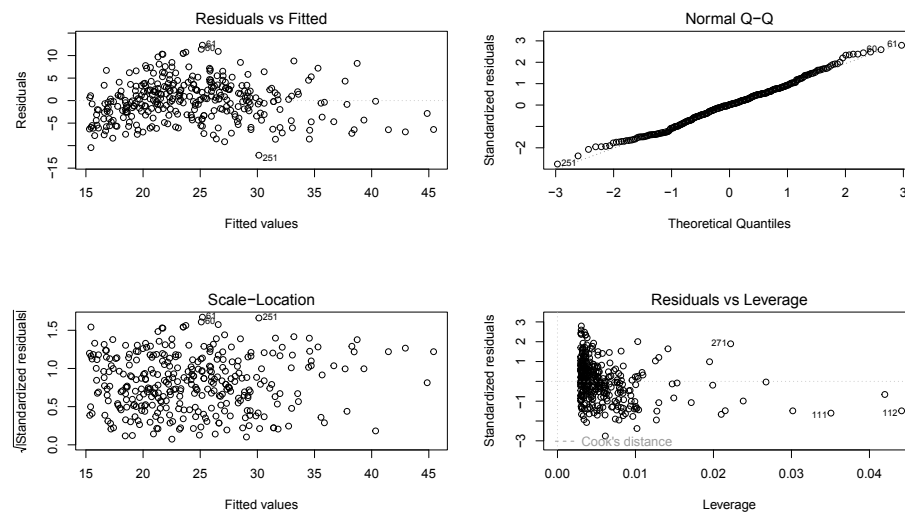 Residuals vs Fitted
Residuals
10
5
0
−5
−15
61
60
251
15 20 25 30 35 40 45
Fitted values
Normal Q−Q
Standardized residuals
3
2
1
0
−2
251
60
61
−3 −2 −1 0 1 2 3
Theoretical Quantiles
Scale−Location
√|Standardized residuals|
1.5
1.0
0.5
0.0
61
60
251
15 20 25 30 35 40 45
Fitted values
Residuals vs Leverage
Standardized residuals
3
1
−1
−3
271
111
112
Cook's distance
0.00 0.01 0.02 0.03 0.04
Leverage